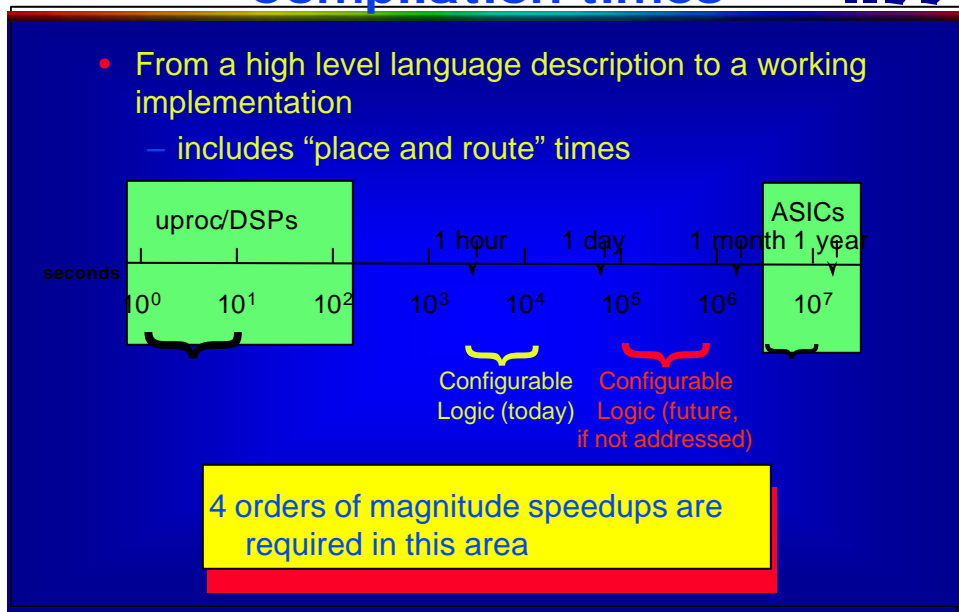 compilation times
• From a high level language description to a working
implementation
– includes “place and route” times
uproc/DSPs
ASICs
1 hour 1 day 1 month 1 year
seconds
10⁰ 10¹ 10² 10³ 10⁴ 10⁵ 10⁶ 10⁷
Configurable
Logic (today)
Configurable
Logic (future,
if not addressed)
4 orders of magnitude speedups are
required in this area